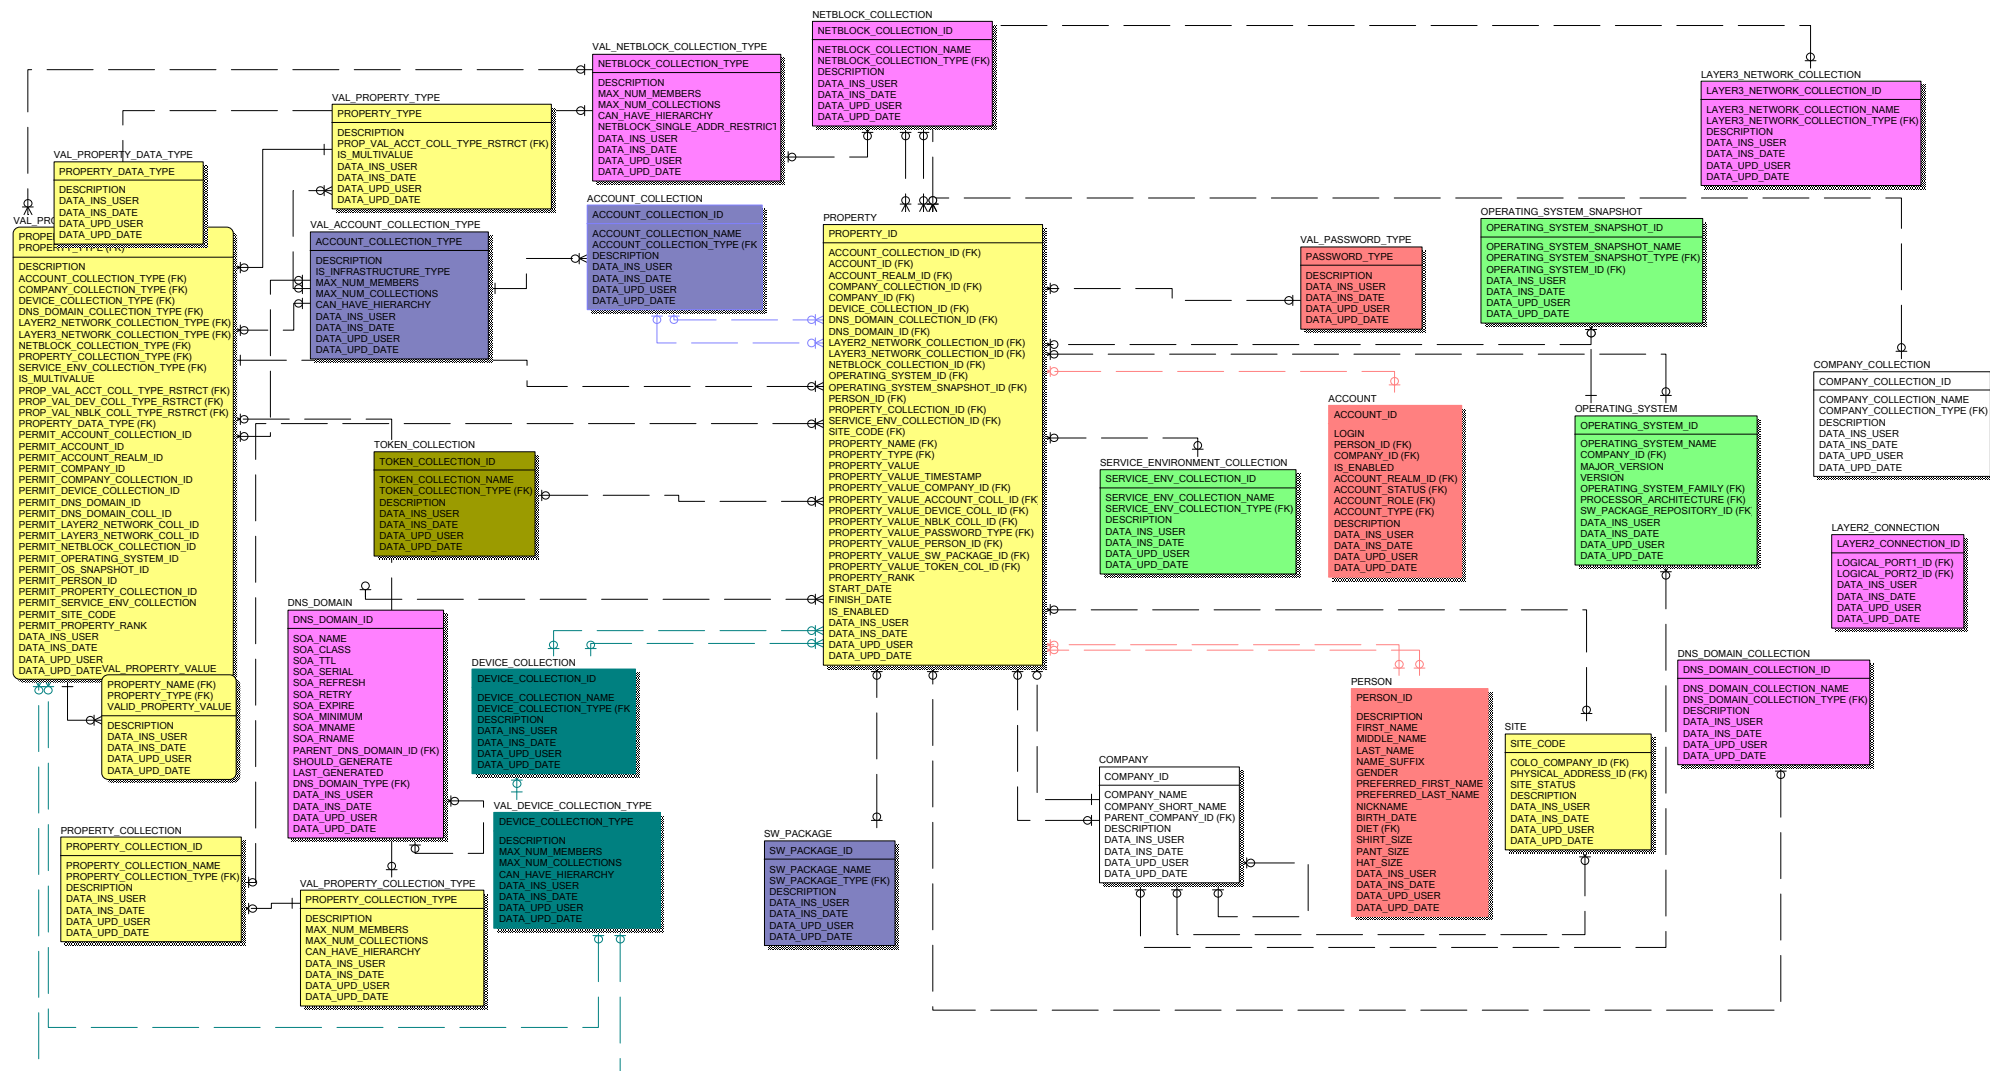 NETBLOCK_COLLECTION
NETBLOCK_COLLECTION_ID
NETBLOCK_COLLECTION_NAME
NETBLOCK_COLLECTION_TYPE (FK)
DESCRIPTION
DATA_INS_USER
DATA_INS_DATE
DATA_UPD_USER
DATA_UPD_DATE
VAL_NETBLOCK_COLLECTION_TYPE
NETBLOCK_COLLECTION_TYPE
DESCRIPTION
MAX_NUM_MEMBERS
MAX_NUM_COLLECTIONS
CAN_HAVE_HIERARCHY
NETBLOCK_SINGLE_ADDR_RESTRICT
DATA_INS_USER
DATA_INS_DATE
DATA_UPD_USER
DATA_UPD_DATE
LAYER3_NETWORK_COLLECTION
LAYER3_NETWORK_COLLECTION_ID
LAYER3_NETWORK_COLLECTION_NAME
LAYER3_NETWORK_COLLECTION_TYPE (FK)
DESCRIPTION
DATA_INS_USER
DATA_INS_DATE
DATA_UPD_USER
DATA_UPD_DATE
VAL_PROPERTY_TYPE
PROPERTY_TYPE
DESCRIPTION
PROP_VAL_ACCT_COLL_TYPE_RSTRCT (FK)
IS_MULTIVALUE
DATA_INS_USER
DATA_INS_DATE
DATA_UPD_USER
DATA_UPD_DATE
VAL_PROPERTY_DATA_TYPE
PROPERTY_DATA_TYPE
DESCRIPTION
DATA_INS_USER
DATA_INS_DATE
DATA_UPD_USER
DATA_UPD_DATE
VAL_PRO
PROPE
PROPERTY_TYPE (FK)
DESCRIPTION
ACCOUNT_COLLECTION_TYPE (FK)
COMPANY_COLLECTION_TYPE (FK)
DEVICE_COLLECTION_TYPE (FK)
DNS_DOMAIN_COLLECTION_TYPE (FK)
LAYER2_NETWORK_COLLECTION_TYPE (FK)
LAYER3_NETWORK_COLLECTION_TYPE (FK)
NETBLOCK_COLLECTION_TYPE (FK)
PROPERTY_COLLECTION_TYPE (FK)
SERVICE_ENV_COLLECTION_TYPE (FK)
IS_MULTIVALUE
PROP_VAL_ACCT_COLL_TYPE_RSTRCT (FK)
PROP_VAL_DEV_COLL_TYPE_RSTRCT (FK)
PROP_VAL_NBLK_COLL_TYPE_RSTRCT (FK)
PROPERTY_DATA_TYPE (FK)
PERMIT_ACCOUNT_COLLECTION_ID
PERMIT_ACCOUNT_ID
PERMIT_ACCOUNT_REALM_ID
PERMIT_COMPANY_ID
PERMIT_COMPANY_COLLECTION_ID
PERMIT_DEVICE_COLLECTION_ID
PERMIT_DNS_DOMAIN_ID
PERMIT_DNS_DOMAIN_COLL_ID
PERMIT_LAYER2_NETWORK_COLL_ID
PERMIT_LAYER3_NETWORK_COLL_ID
PERMIT_NETBLOCK_COLLECTION_ID
PERMIT_OPERATING_SYSTEM_ID
PERMIT_OS_SNAPSHOT_ID
PERMIT_PERSON_ID
PERMIT_PROPERTY_COLLECTION_ID
PERMIT_SERVICE_ENV_COLLECTION
PERMIT_SITE_CODE
PERMIT_PROPERTY_RANK
DATA_INS_USER
DATA_INS_DATE
DATA_UPD_USER
DATA_UPD_DATE
VAL_PROPERTY_VALUE
PROPERTY_NAME (FK)
PROPERTY_TYPE (FK)
VALID_PROPERTY_VALUE
DESCRIPTION
DATA_INS_USER
DATA_INS_DATE
DATA_UPD_USER
DATA_UPD_DATE
VAL_ACCOUNT_COLLECTION_TYPE
ACCOUNT_COLLECTION_TYPE
DESCRIPTION
IS_INFRASTRUCTURE_TYPE
MAX_NUM_MEMBERS
MAX_NUM_COLLECTIONS
CAN_HAVE_HIERARCHY
DATA_INS_USER
DATA_INS_DATE
DATA_UPD_USER
DATA_UPD_DATE
ACCOUNT_COLLECTION
ACCOUNT_COLLECTION_ID
ACCOUNT_COLLECTION_NAME
ACCOUNT_COLLECTION_TYPE (FK
DESCRIPTION
DATA_INS_USER
DATA_INS_DATE
DATA_UPD_USER
DATA_UPD_DATE
PROPERTY
PROPERTY_ID
ACCOUNT_COLLECTION_ID (FK)
ACCOUNT_ID (FK)
ACCOUNT_REALM_ID (FK)
COMPANY_COLLECTION_ID (FK)
COMPANY_ID (FK)
DEVICE_COLLECTION_ID (FK)
DNS_DOMAIN_COLLECTION_ID (FK)
DNS_DOMAIN_ID (FK)
LAYER2_NETWORK_COLLECTION_ID (FK)
LAYER3_NETWORK_COLLECTION_ID (FK)
NETBLOCK_COLLECTION_ID (FK)
OPERATING_SYSTEM_ID (FK)
OPERATING_SYSTEM_SNAPSHOT_ID (FK)
PERSON_ID (FK)
PROPERTY_COLLECTION_ID (FK)
SERVICE_ENV_COLLECTION_ID (FK)
SITE_CODE (FK)
PROPERTY_NAME (FK)
PROPERTY_TYPE (FK)
PROPERTY_VALUE
PROPERTY_VALUE_TIMESTAMP
PROPERTY_VALUE_COMPANY_ID (FK)
PROPERTY_VALUE_ACCOUNT_COLL_ID (FK
PROPERTY_VALUE_DEVICE_COLL_ID (FK)
PROPERTY_VALUE_NBLK_COLL_ID (FK)
PROPERTY_VALUE_PASSWORD_TYPE (FK)
PROPERTY_VALUE_PERSON_ID (FK)
PROPERTY_VALUE_SW_PACKAGE_ID (FK)
PROPERTY_VALUE_TOKEN_COL_ID (FK)
PROPERTY_RANK
START_DATE
FINISH_DATE
IS_ENABLED
DATA_INS_USER
DATA_INS_DATE
DATA_UPD_USER
DATA_UPD_DATE
VAL_PASSWORD_TYPE
PASSWORD_TYPE
DESCRIPTION
DATA_INS_USER
DATA_INS_DATE
DATA_UPD_USER
DATA_UPD_DATE
OPERATING_SYSTEM_SNAPSHOT
OPERATING_SYSTEM_SNAPSHOT_ID
OPERATING_SYSTEM_SNAPSHOT_NAME
OPERATING_SYSTEM_SNAPSHOT_TYPE (FK)
OPERATING_SYSTEM_ID (FK)
DATA_INS_USER
DATA_INS_DATE
DATA_UPD_USER
DATA_UPD_DATE
COMPANY_COLLECTION
COMPANY_COLLECTION_ID
COMPANY_COLLECTION_NAME
COMPANY_COLLECTION_TYPE (FK)
DESCRIPTION
DATA_INS_USER
DATA_INS_DATE
DATA_UPD_USER
DATA_UPD_DATE
ACCOUNT
ACCOUNT_ID
LOGIN
PERSON_ID (FK)
COMPANY_ID (FK)
IS_ENABLED
ACCOUNT_REALM_ID (FK)
ACCOUNT_STATUS (FK)
ACCOUNT_ROLE (FK)
ACCOUNT_TYPE (FK)
DESCRIPTION
DATA_INS_USER
DATA_INS_DATE
DATA_UPD_USER
DATA_UPD_DATE
OPERATING_SYSTEM
OPERATING_SYSTEM_ID
OPERATING_SYSTEM_NAME
COMPANY_ID (FK)
MAJOR_VERSION
VERSION
OPERATING_SYSTEM_FAMILY (FK)
PROCESSOR_ARCHITECTURE (FK)
SW_PACKAGE_REPOSITORY_ID (FK
DATA_INS_USER
DATA_INS_DATE
DATA_UPD_USER
DATA_UPD_DATE
TOKEN_COLLECTION
TOKEN_COLLECTION_ID
TOKEN_COLLECTION_NAME
TOKEN_COLLECTION_TYPE (FK)
DESCRIPTION
DATA_INS_USER
DATA_INS_DATE
DATA_UPD_USER
DATA_UPD_DATE
SERVICE_ENVIRONMENT_COLLECTION
SERVICE_ENV_COLLECTION_ID
SERVICE_ENV_COLLECTION_NAME
SERVICE_ENV_COLLECTION_TYPE (FK)
DESCRIPTION
DATA_INS_USER
DATA_INS_DATE
DATA_UPD_USER
DATA_UPD_DATE
LAYER2_CONNECTION
LAYER2_CONNECTION_ID
LOGICAL_PORT1_ID (FK)
LOGICAL_PORT2_ID (FK)
DATA_INS_USER
DATA_INS_DATE
DATA_UPD_USER
DATA_UPD_DATE
DNS_DOMAIN
DNS_DOMAIN_ID
SOA_NAME
SOA_CLASS
SOA_TTL
SOA_SERIAL
SOA_REFRESH
SOA_RETRY
SOA_EXPIRE
SOA_MINIMUM
SOA_MNAME
SOA_RNAME
PARENT_DNS_DOMAIN_ID (FK)
SHOULD_GENERATE
LAST_GENERATED
DNS_DOMAIN_TYPE (FK)
DATA_INS_USER
DATA_INS_DATE
DATA_UPD_USER
DATA_UPD_DATE
DEVICE_COLLECTION
DEVICE_COLLECTION_ID
DEVICE_COLLECTION_NAME
DEVICE_COLLECTION_TYPE (FK
DESCRIPTION
DATA_INS_USER
DATA_INS_DATE
DATA_UPD_USER
DATA_UPD_DATE
DNS_DOMAIN_COLLECTION
DNS_DOMAIN_COLLECTION_ID
DNS_DOMAIN_COLLECTION_NAME
DNS_DOMAIN_COLLECTION_TYPE (FK)
DESCRIPTION
DATA_INS_USER
DATA_INS_DATE
DATA_UPD_USER
DATA_UPD_DATE
PERSON
PERSON_ID
DESCRIPTION
FIRST_NAME
MIDDLE_NAME
LAST_NAME
NAME_SUFFIX
GENDER
PREFERRED_FIRST_NAME
PREFERRED_LAST_NAME
NICKNAME
BIRTH_DATE
DIET (FK)
SHIRT_SIZE
PANT_SIZE
HAT_SIZE
DATA_INS_USER
DATA_INS_DATE
DATA_UPD_USER
DATA_UPD_DATE
SITE
SITE_CODE
COLO_COMPANY_ID (FK)
PHYSICAL_ADDRESS_ID (FK)
SITE_STATUS
DESCRIPTION
DATA_INS_USER
DATA_INS_DATE
DATA_UPD_USER
DATA_UPD_DATE
COMPANY
COMPANY_ID
COMPANY_NAME
COMPANY_SHORT_NAME
PARENT_COMPANY_ID (FK)
DESCRIPTION
DATA_INS_USER
DATA_INS_DATE
DATA_UPD_USER
DATA_UPD_DATE
VAL_DEVICE_COLLECTION_TYPE
DEVICE_COLLECTION_TYPE
DESCRIPTION
MAX_NUM_MEMBERS
MAX_NUM_COLLECTIONS
CAN_HAVE_HIERARCHY
DATA_INS_USER
DATA_INS_DATE
DATA_UPD_USER
DATA_UPD_DATE
PROPERTY_COLLECTION
PROPERTY_COLLECTION_ID
PROPERTY_COLLECTION_NAME
PROPERTY_COLLECTION_TYPE (FK)
DESCRIPTION
DATA_INS_USER
DATA_INS_DATE
DATA_UPD_USER
DATA_UPD_DATE
SW_PACKAGE
SW_PACKAGE_ID
SW_PACKAGE_NAME
SW_PACKAGE_TYPE (FK)
DESCRIPTION
DATA_INS_USER
DATA_INS_DATE
DATA_UPD_USER
DATA_UPD_DATE
VAL_PROPERTY_COLLECTION_TYPE
PROPERTY_COLLECTION_TYPE
DESCRIPTION
MAX_NUM_MEMBERS
MAX_NUM_COLLECTIONS
CAN_HAVE_HIERARCHY
DATA_INS_USER
DATA_INS_DATE
DATA_UPD_USER
DATA_UPD_DATE